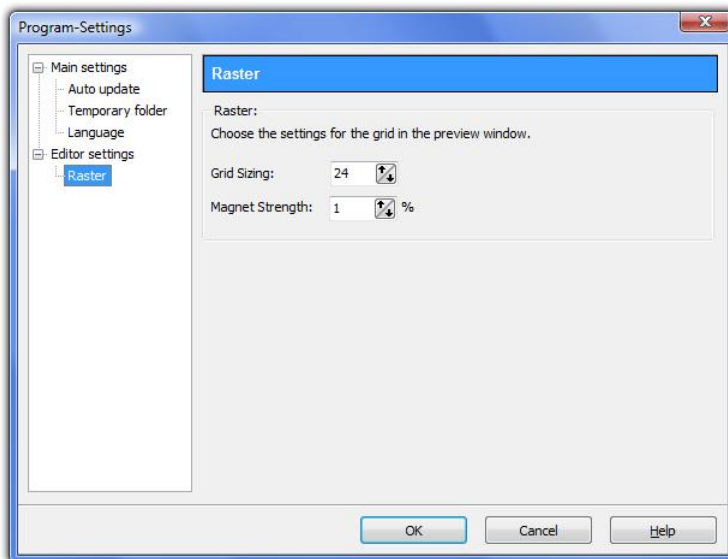 Program-Settings
Main settings
Auto update
Temporary folder
Language
Editor settings
Raster
Raster
Raster:
Choose the settings for the grid in the preview window.
Grid Sizing: 24
Magnet Strength: 1 %
OK Cancel Help